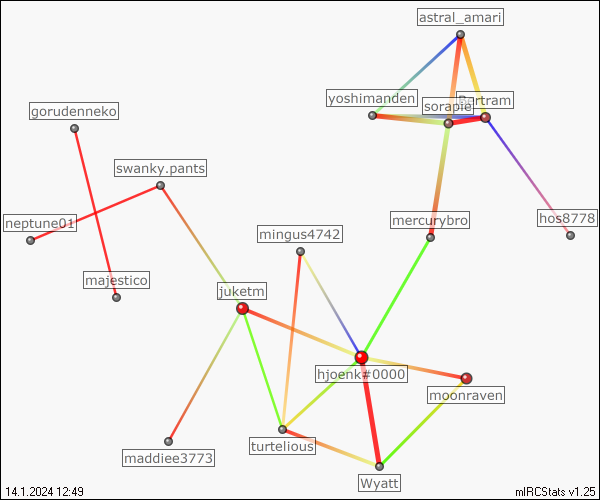 astral_amari
yoshimanden
sorapie
Bertram
gorudenneko
swanky.pants
neptune01
mingus4742
mercurybro
hos8778
majestico
juketm
hjoenk#0000
moonraven
turtelious
maddiee3773
Wyatt
14.1.2024 12:49
mIRCStats v1.25